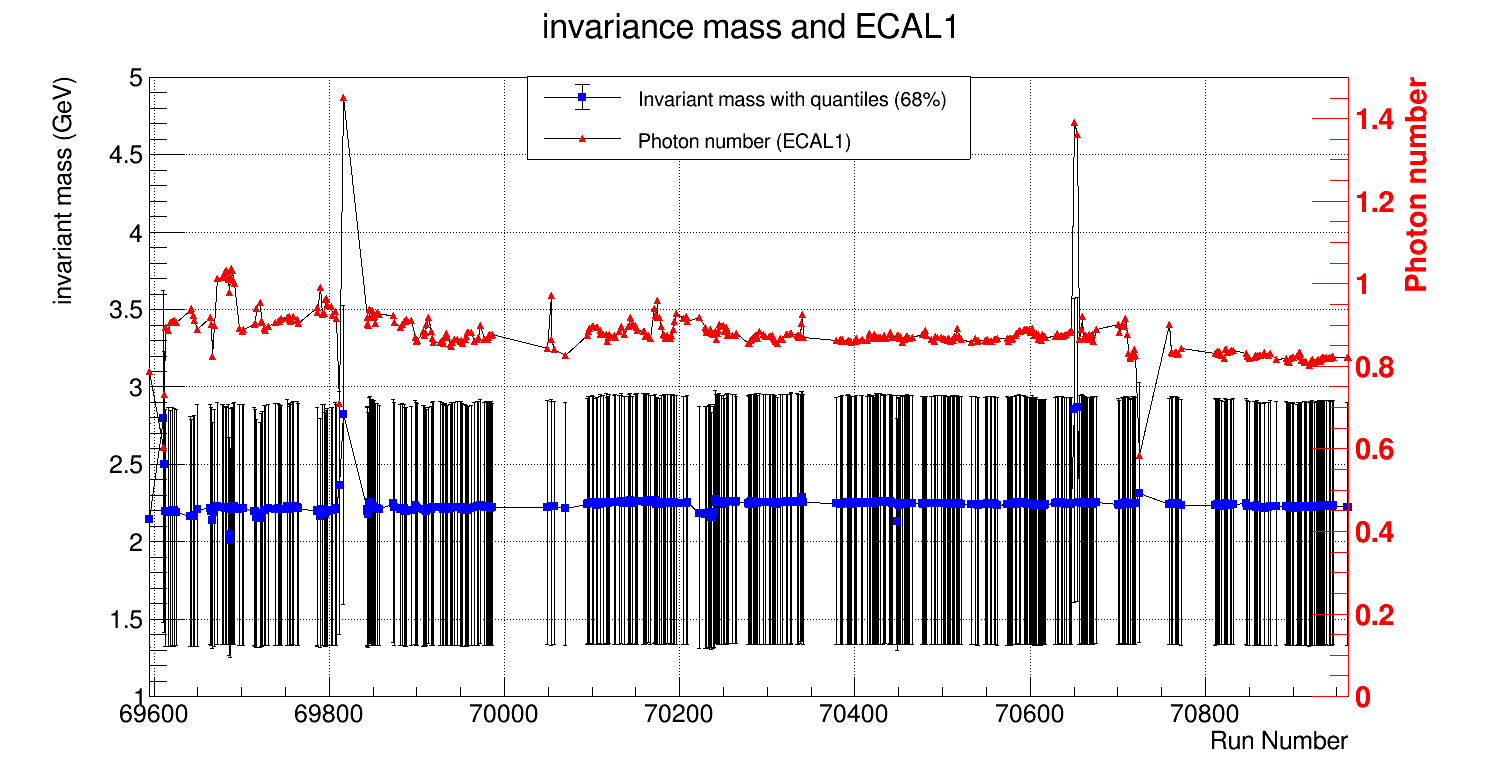 invariance mass and ECAL1
invariant mass (GeV)
5
4.5
4
3.5
3
2.5
2
1.5
1
Invariant mass with quantiles (68%)
Photon number (ECAL1)
Photon number
1.4
1.2
1
0.8
0.6
0.4
0.2
0
69600 69800 70000 70200 70400 70600 70800
Run Number